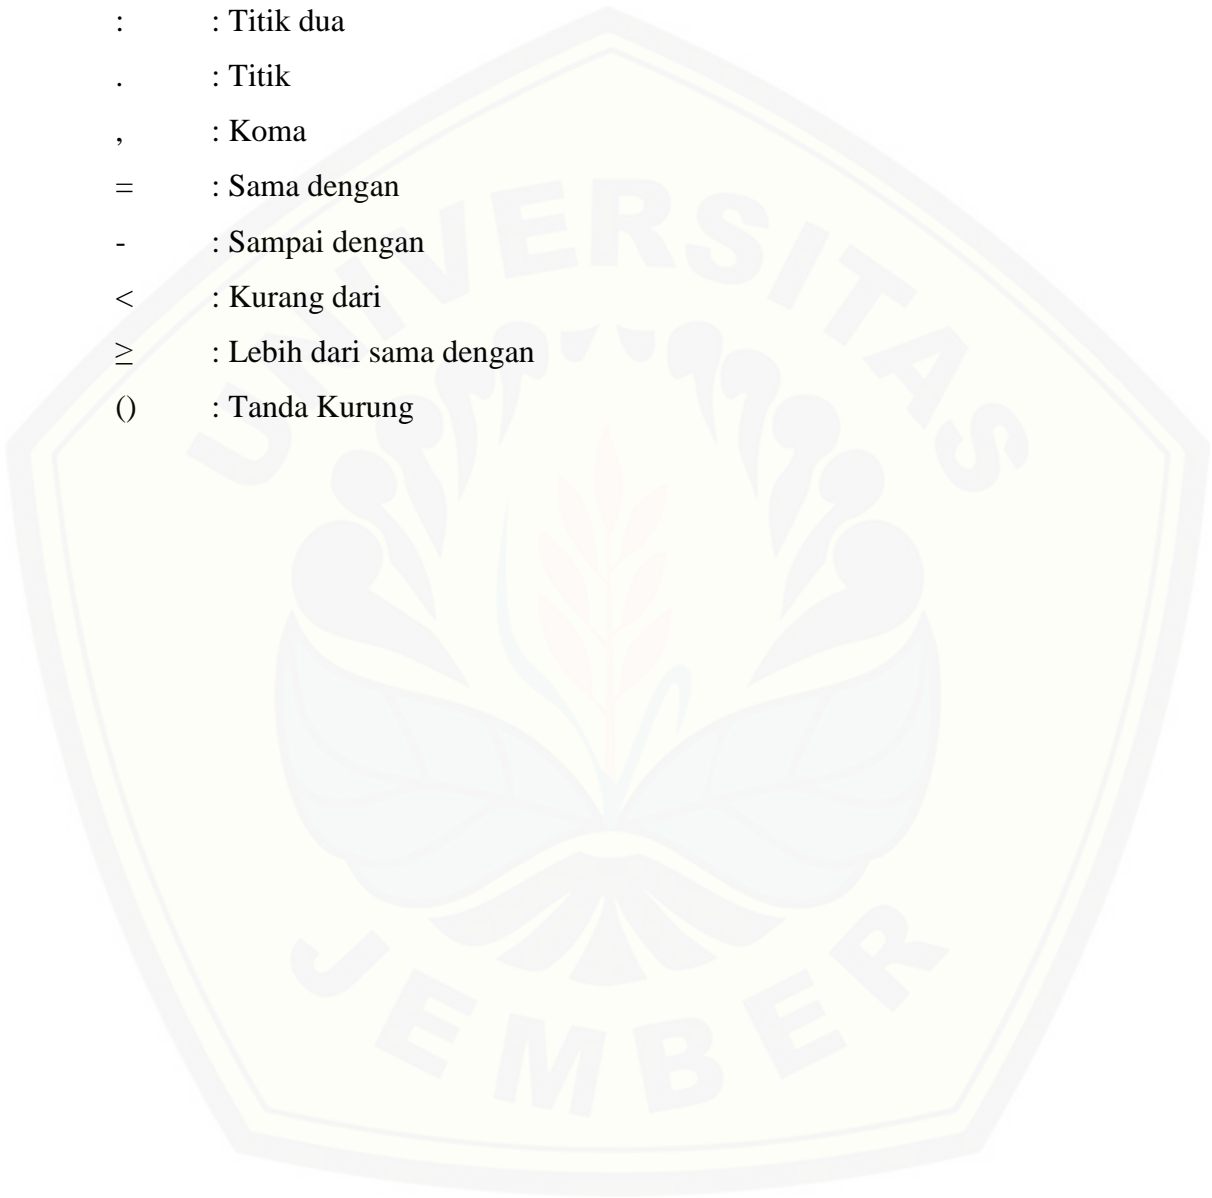 : : Titik dua
. : Titik
, : Koma
= : Sama dengan
- : Sampai dengan
< : Kurang dari
≥ : Lebih dari sama dengan
() : Tanda Kurung
UNIVERSITAS
JEMBER